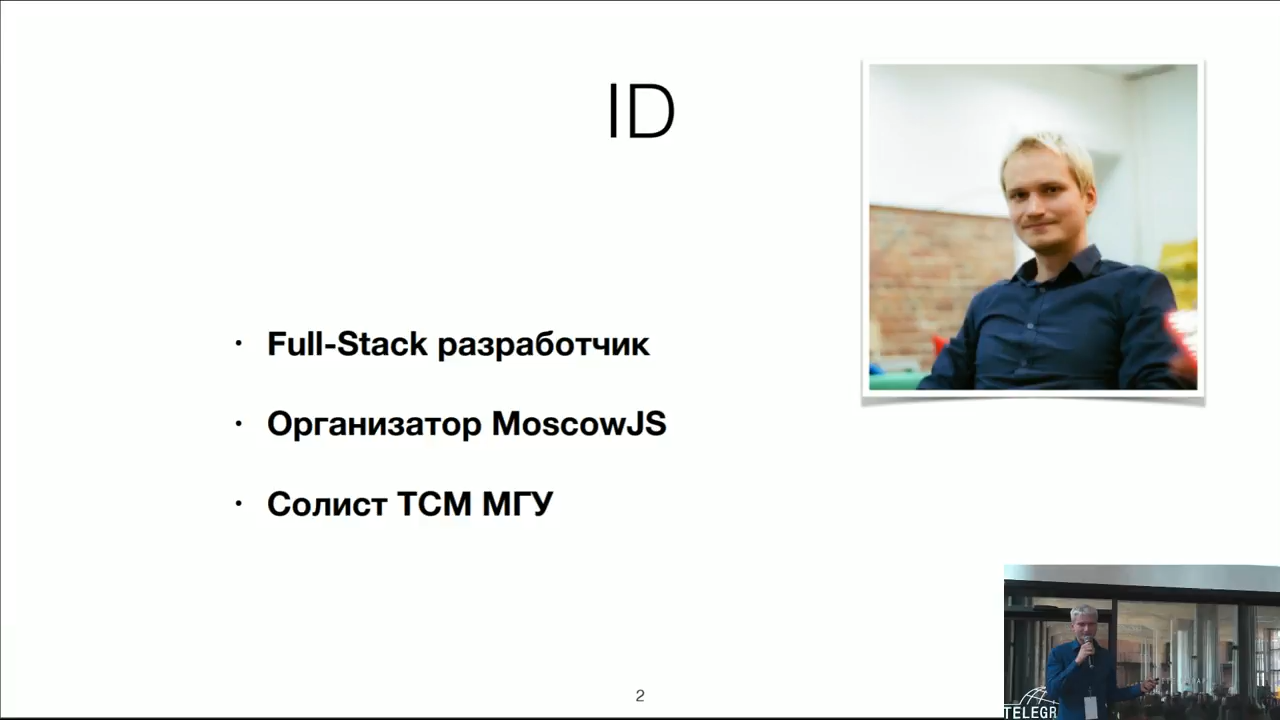 ID
Full-Stack разработчик
Организатор MoscowJS
Солист ТСМ МГУ
TELEGR
2